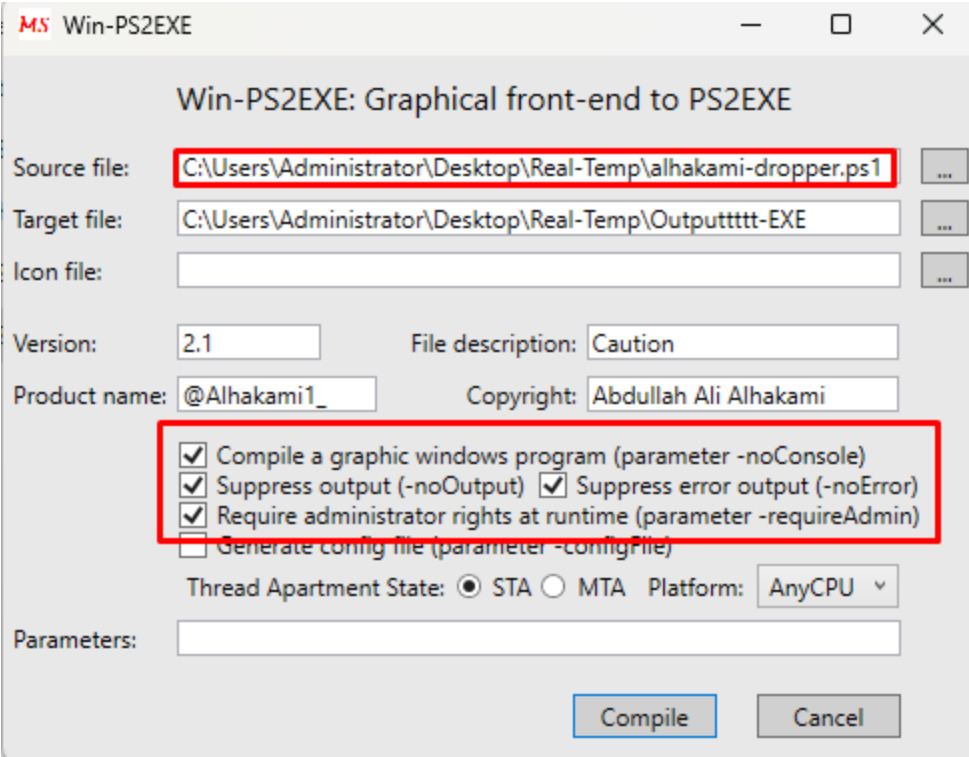 MS Win-PS2EXE
Win-PS2EXE: Graphical front-end to PS2EXE
Source file: C:\Users\Administrator\Desktop\Real-Temp\alhakami-dropper.ps1 ...
Target file: C:\Users\Administrator\Desktop\Real-Temp\Outputtttt-EXE ...
Icon file: ...
Version: 2.1 File description: Caution
Product name: @Alhakami1_ Copyright: Abdullah Ali Alhakami
Compile a graphic windows program (parameter -noConsole)
Suppress output (-noOutput) Suppress error output (-noError)
Require administrator rights at runtime (parameter -requireAdmin)
Generate config file (parameter -configFile)
Thread Apartment State: STA MTA Platform: AnyCPU
Parameters:
Compile Cancel